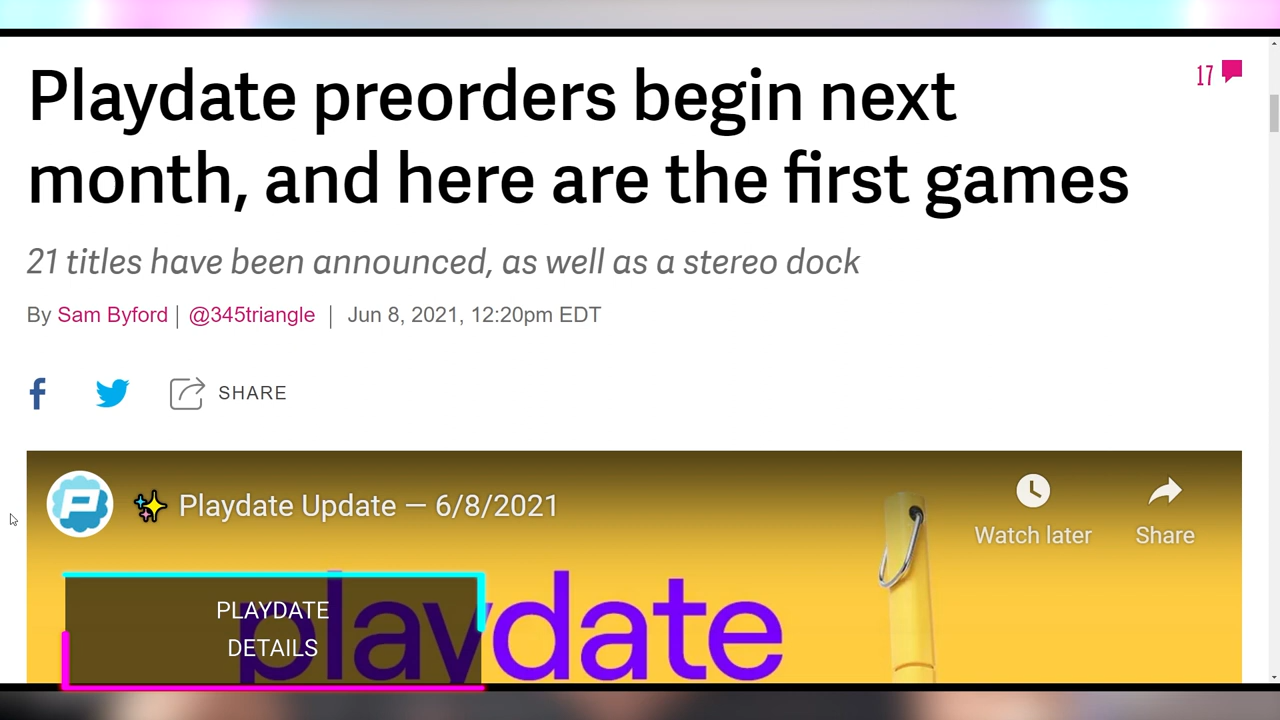 Playdate preorders begin next
month, and here are the first games
17
21 titles have been announced, as well as a stereo dock
By Sam Byford | @345triangle | Jun 8, 2021, 12:20pm EDT
f
SHARE
P
✨ Playdate Update — 6/8/2021
Watch later
Share
playdate
PLAYDATE
DETAILS